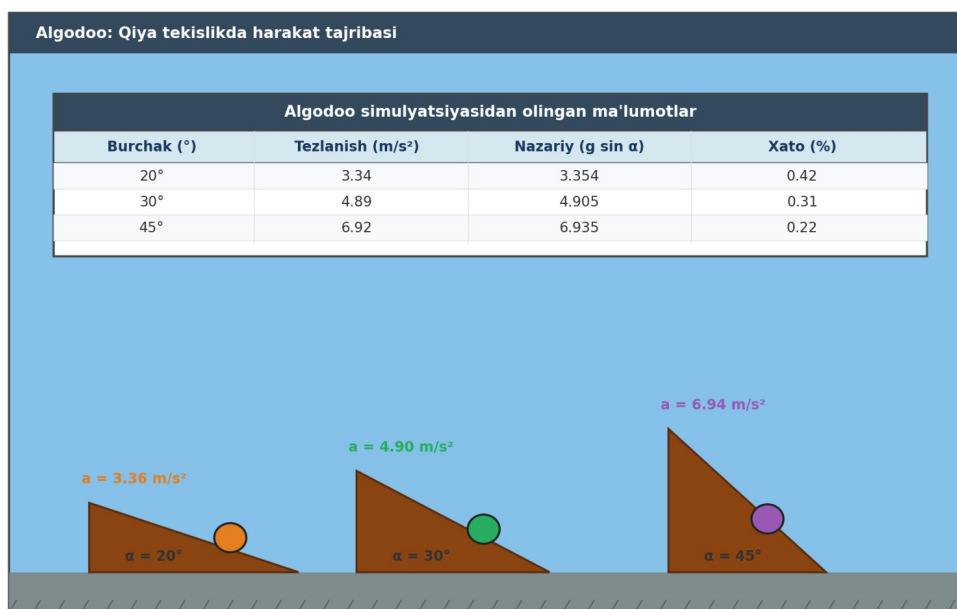 Algodoo: Qiya tekislikda harakat tajribasi
Algodoo simulyatsiyasidan olingan ma'lumotlar
Burchak (°) Tezlanish (m/s²) Nazariy (g sin α) Xato (%)
20° 3.34 3.354 0.42
30° 4.89 4.905 0.31
45° 6.92 6.935 0.22
a = 3.36 m/s²
α = 20°
a = 4.90 m/s²
α = 30°
a = 6.94 m/s²
α = 45°